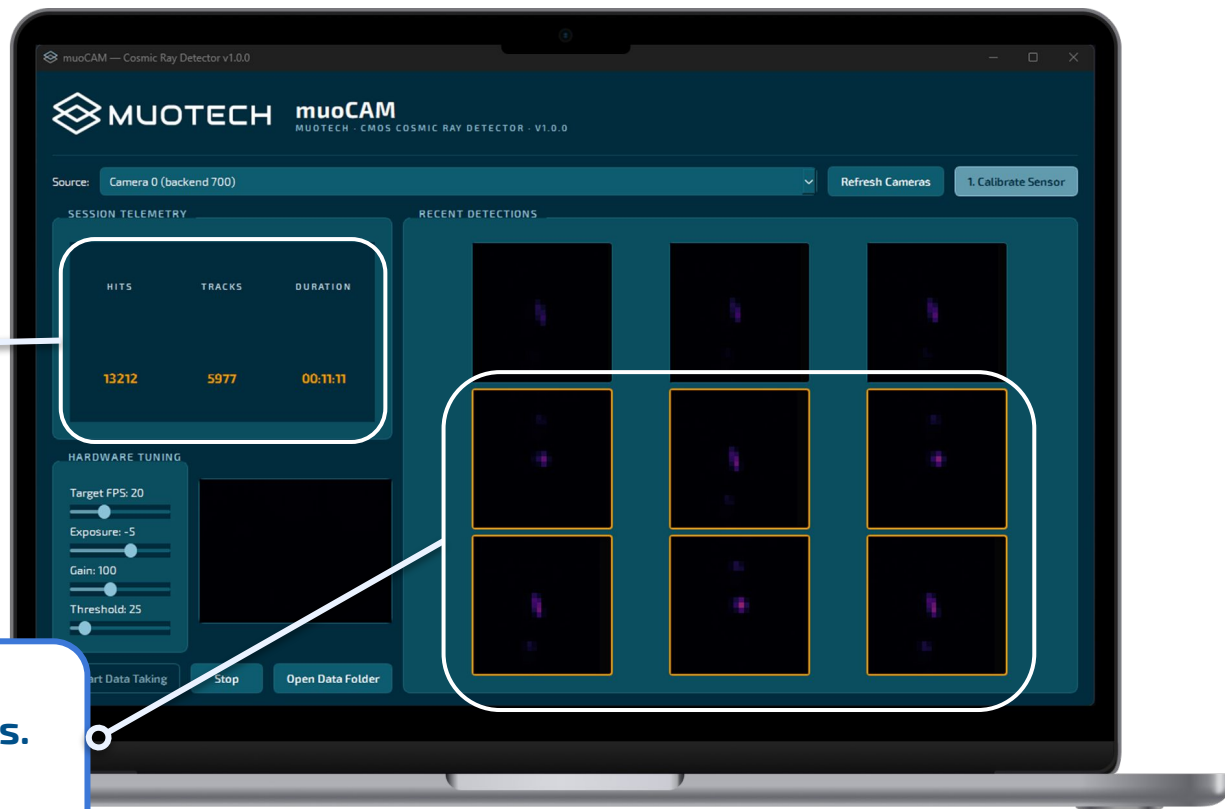 muoCAM — Cosmic Ray Detector v1.0.0
MUOTECH
muoCAM
MUOTECH · CMOS COSMIC RAY DETECTOR · V1.0.0
Source:
Camera 0 (backend 700)
Refresh Cameras
1. Calibrate Sensor
SESSION TELEMETRY
HITS TRACKS DURATION
13212 5977 00:11:11
RECENT DETECTIONS
HARDWARE TUNING
Target FPS: 20
Exposure: -5
Gain: 100
Threshold: 25
art Data Taking
Stop
Open Data Folder
s.